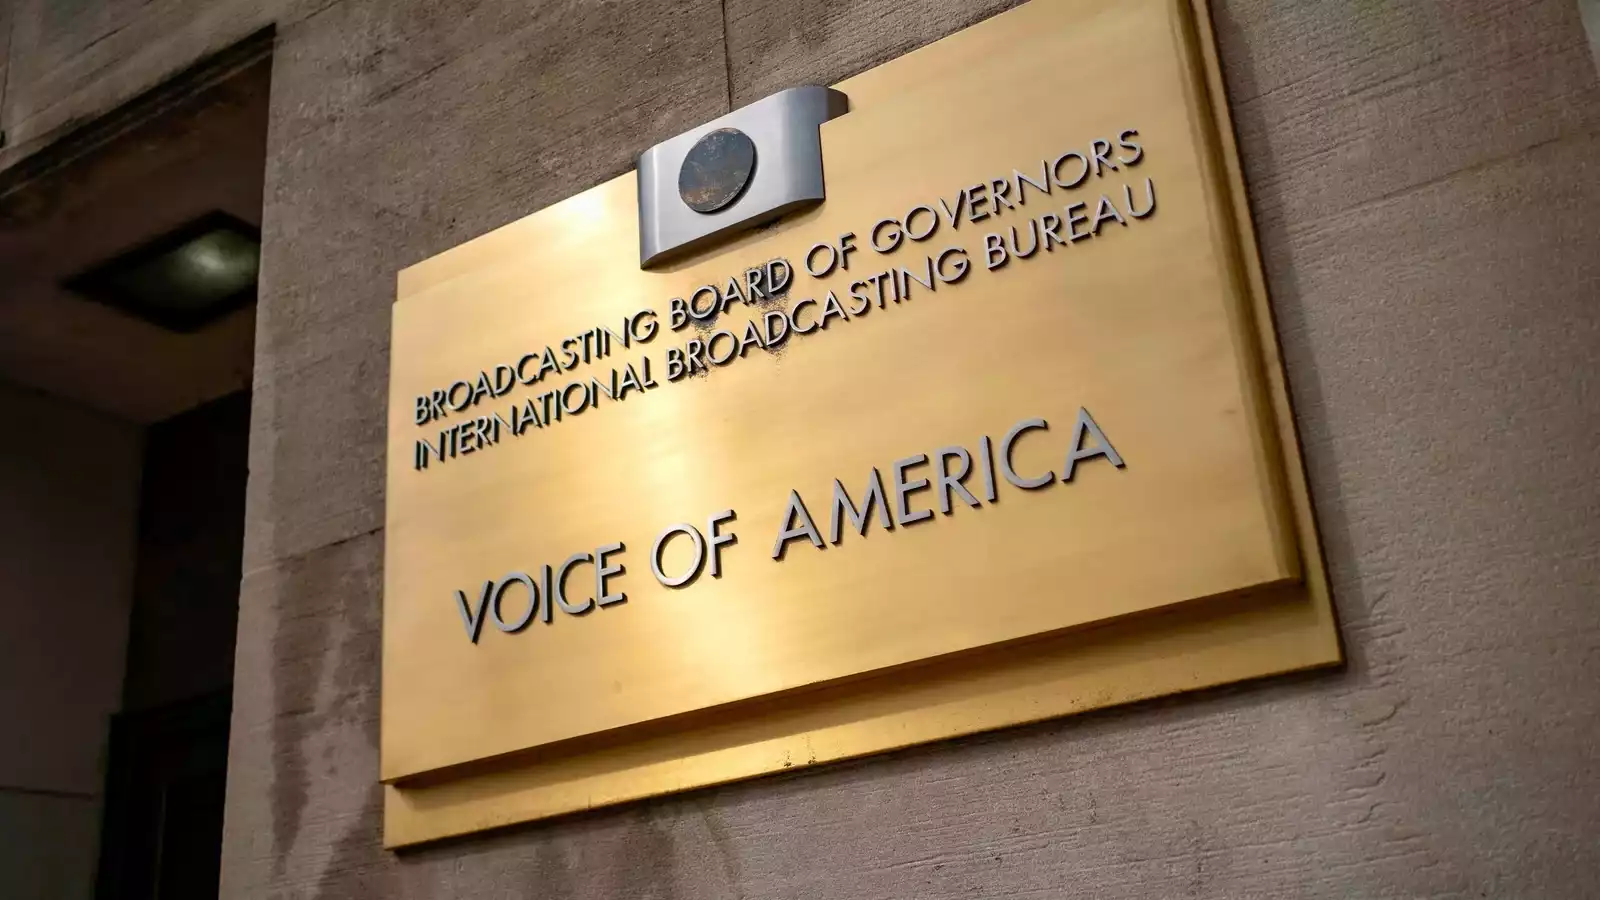 BROADCASTING BOARD OF GOVERNORS
INTERNATIONAL BROADCASTING BUREAU
VOICE OF AMERICA